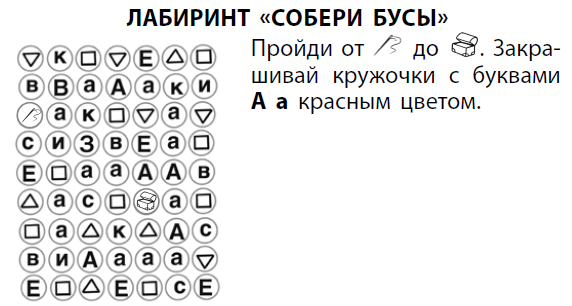 ЛАБИРИНТ «СОБЕРИ БУСЫ»
Пройди от до . Закра-
шивай кружочки с буквами
А а красным цветом.
к Е
в В а А а к и
а к а
с и З в Е а
Е а а А А в
а с а
а к А с
в и А а а а
Е Е с Е